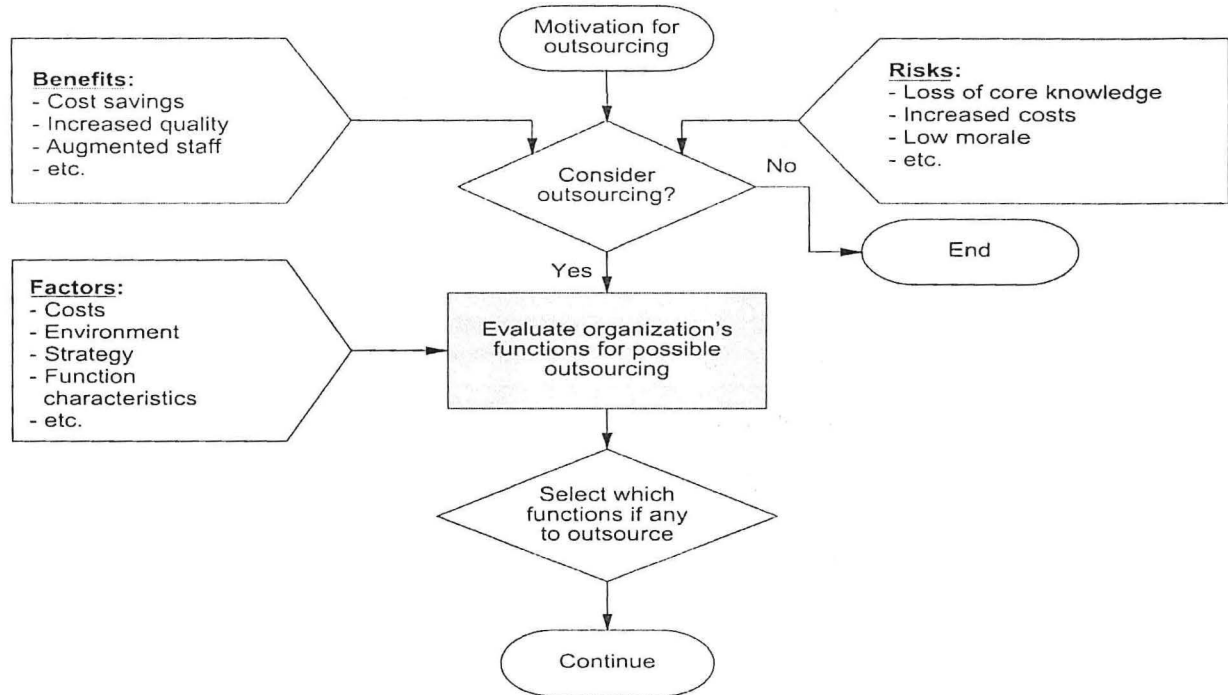 Motivation for
outsourcing
Benefits:
- Cost savings
- Increased quality
- Augmented staff
- etc.
Risks:
- Loss of core knowledge
- Increased costs
- Low morale
- etc.
Consider
outsourcing?
No
End
Yes
Factors:
- Costs
- Environment
- Strategy
- Function
characteristics
- etc.
Evaluate organization's
functions for possible
outsourcing
Select which
functions if any
to outsource
Continue